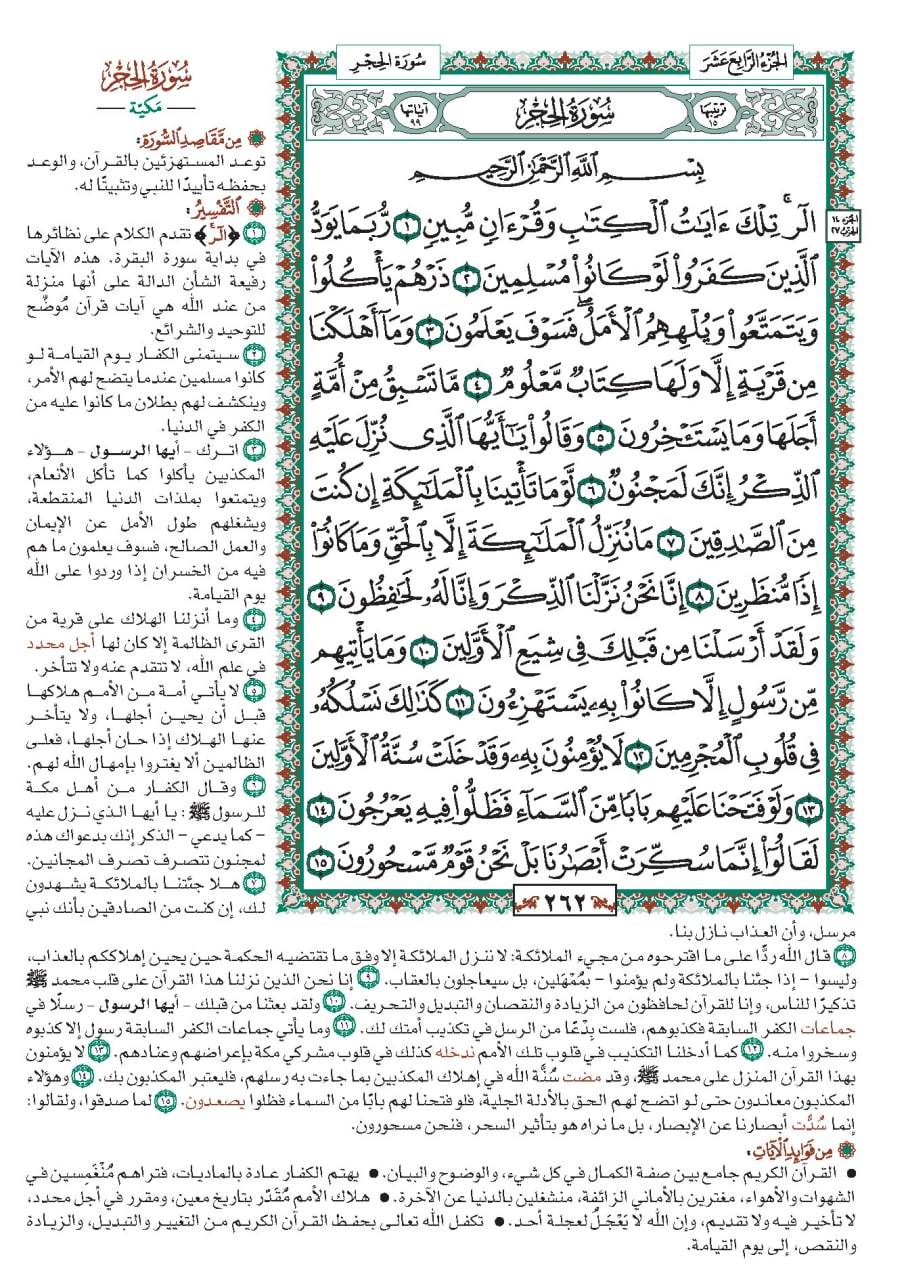 الجزء الرابع عشر
سورة الحجر
ترتيبها ١٥
سُورَةُ الحِجْرِ
آياتها ٩٩
بِسْمِ اللَّهِ الرَّحْمَٰنِ الرَّحِيمِ
الٓرۚ تِلْكَ ءَايَٰتُ ٱلْكِتَٰبِ وَقُرْءَانٖ مُّبِينٖ ١ رُّبَمَا يَوَدُّ
ٱلَّذِينَ كَفَرُوا۟ لَوْ كَانُوا۟ مُسْلِمِينَ ٢ ذَرْهُمْ يَأْكُلُوا۟
وَيَتَمَتَّعُوا۟ وَيُلْهِهِمُ ٱلْأَمَلُۖ فَسَوْفَ يَعْلَمُونَ ٣ وَمَآ أَهْلَكْنَا
مِن قَرْيَةٍ إِلَّا وَلَهَا كِتَابٞ مَّعْلُومٞ ٤ مَّا تَسْبِقُ مِنْ أُمَّةٍ
أَجَلَهَا وَمَا يَسْتَـْٔخِرُونَ ٥ وَقَالُوا۟ يَٰٓأَيُّهَا ٱلَّذِى نُزِّلَ عَلَيْهِ
ٱلذِّكْرُ إِنَّكَ لَمَجْنُونٞ ٦ لَّوْمَا تَأْتِينَا بِٱلْمَلَٰٓئِكَةِ إِن كُنتَ
مِنَ ٱلصَّٰدِقِينَ ٧ مَا نُنَزِّلُ ٱلْمَلَٰٓئِكَةَ إِلَّا بِٱلْحَقِّ وَمَا كَانُوٓا۟
إِذٗا مُّنظَرِينَ ٨ إِنَّا نَحْنُ نَزَّلْنَا ٱلذِّكْرَ وَإِنَّا لَهُۥ لَحَٰفِظُونَ ٩
وَلَقَدْ أَرْسَلْنَا مِن قَبْلِكَ فِى شِيَعِ ٱلْأَوَّلِينَ ١٠ وَمَا يَأْتِيهِم
مِّن رَّسُولٍ إِلَّا كَانُوا۟ بِهِۦ يَسْتَهْزِءُونَ ١١ كَذَٰلِكَ نَسْلُكُهُۥ
فِى قُلُوبِ ٱلْمُجْرِمِينَ ١٢ لَا يُؤْمِنُونَ بِهِۦ وَقَدْ خَلَتْ سُنَّةُ ٱلْأَوَّلِينَ
١٣ وَلَوْ فَتَحْنَا عَلَيْهِم بَابٗا مِّنَ ٱلسَّمَآءِ فَظَلُّوا۟ فِيهِ يَعْرُجُونَ ١٤
لَقَالُوٓا۟ إِنَّمَا سُكِّرَتْ أَبْصَٰرُنَا بَلْ نَحْنُ قَوْمٞ مَّسْحُورُونَ ١٥
٢٦٢
الجزء ١٤
الحزب ٢٧
سُورَةُ الحِجْرِ
مكية
من مقاصد السورة:
توعد المستهزئين بالقرآن، والوعد
بحفظه تأييدًا للنبي وتثبيتًا له.
التفسير:
١ ﴿الٓر﴾ تقدم الكلام على نظائرها
في بداية سورة البقرة. هذه الآيات
رفيعة الشأن الدالة على أنها منزلة
من عند الله هي آيات قرآن مُوضِّح
للتوحيد والشرائع.
٢ سيتمنى الكفار يوم القيامة لو
كانوا مسلمين عندما يتضح لهم الأمر،
وينكشف لهم بطلان ما كانوا عليه من
الكفر في الدنيا.
٣ اترك – أيها الرسول – هؤلاء
المكذبين يأكلوا كما تأكل الأنعام،
ويتمتعوا بملذات الدنيا المنقطعة،
ويشغلهم طول الأمل عن الإيمان
والعمل الصالح، فسوف يعلمون ما هم
فيه من الخسران إذا وردوا على الله
يوم القيامة.
٤ وما أنزلنا الهلاك على قرية من
القرى الظالمة إلا كان لها أجل محدد
في علم الله، لا تتقدم عنه ولا تتأخر.
٥ لا يأتي أمة من الأمم هلاكها
قبل أن يحين أجلها، ولا يتأخر
عنها الهلاك إذا حان أجلها، فعلى
الظالمين ألا يغتروا بإمهال الله لهم.
٦ وقال الكفار من أهل مكة
للرسول ﷺ: يا أيها الذي نزل عليه
– كما يدعي – الذكر إنك بدعواك هذه
لمجنون تتصرف تصرف المجانين.
٧ هلا جئتنا بالملائكة يشهدون
لك، إن كنت من الصادقين بأنك نبي
مرسل، وأن العذاب نازل بنا.
٨ قال الله ردًّا على ما اقترحوه من مجيء الملائكة: لا ننزل الملائكة إلا وفق ما تقتضيه الحكمة حين يحين إهلاككم بالعذاب،
وليسوا – إذا جئنا بالملائكة ولم يؤمنوا – بمُمْهَلين، بل سيعاجلون بالعقاب. ٩ إنا نحن الذين نزلنا هذا القرآن على قلب محمد ﷺ
تذكيرًا للناس، وإنا للقرآن لحافظون من الزيادة والنقصان والتبديل والتحريف. ١٠ ولقد بعثنا من قبلك – أيها الرسول – رسلًا في
جماعات الكفر السابقة فكذبوهم، فلست بِدْعًا من الرسل في تكذيب أمتك لك. ١١ وما يأتي جماعات الكفر السابقة رسول إلا كذبوه
وسخروا منه. ١٢ كما أدخلنا التكذيب في قلوب تلك الأمم ندخله كذلك في قلوب مشركي مكة بإعراضهم وعنادهم. ١٣ لا يؤمنون
بهذا القرآن المنزل على محمد ﷺ، وقد مضت سُنَّة الله في إهلاك المكذبين بما جاءت به رسلهم، فليعتبر المكذبون بك. ١٤ وهؤلاء
المكذبون معاندون حتى لو اتضح لهم الحق بالأدلة الجلية، فلو فتحنا لهم بابًا من السماء فظلوا يصعدون. ١٥ لما صدقوا، ولقالوا:
إنما سُدَّت أبصارنا عن الإبصار، بل ما نراه هو بتأثير السحر، فنحن مسحورون.
من فوائد الآيات:
• القرآن الكريم جامع بين صفة الكمال في كل شيء، والوضوح والبيان. • يهتم الكفار عادة بالماديات، فتراهم مُنْغَمِسين في
الشهوات والأهواء، مغترين بالأماني الزائفة، منشغلين بالدنيا عن الآخرة. • هلاك الأمم مُقَدّر بتاريخ معين، ومقرر في أجل محدد،
لا تأخير فيه ولا تقديم، وإن الله لا يَعْجَلُ لعجلة أحد. • تكفل الله تعالى بحفظ القرآن الكريم من التغيير والتبديل، والزيادة
والنقص، إلى يوم القيامة.